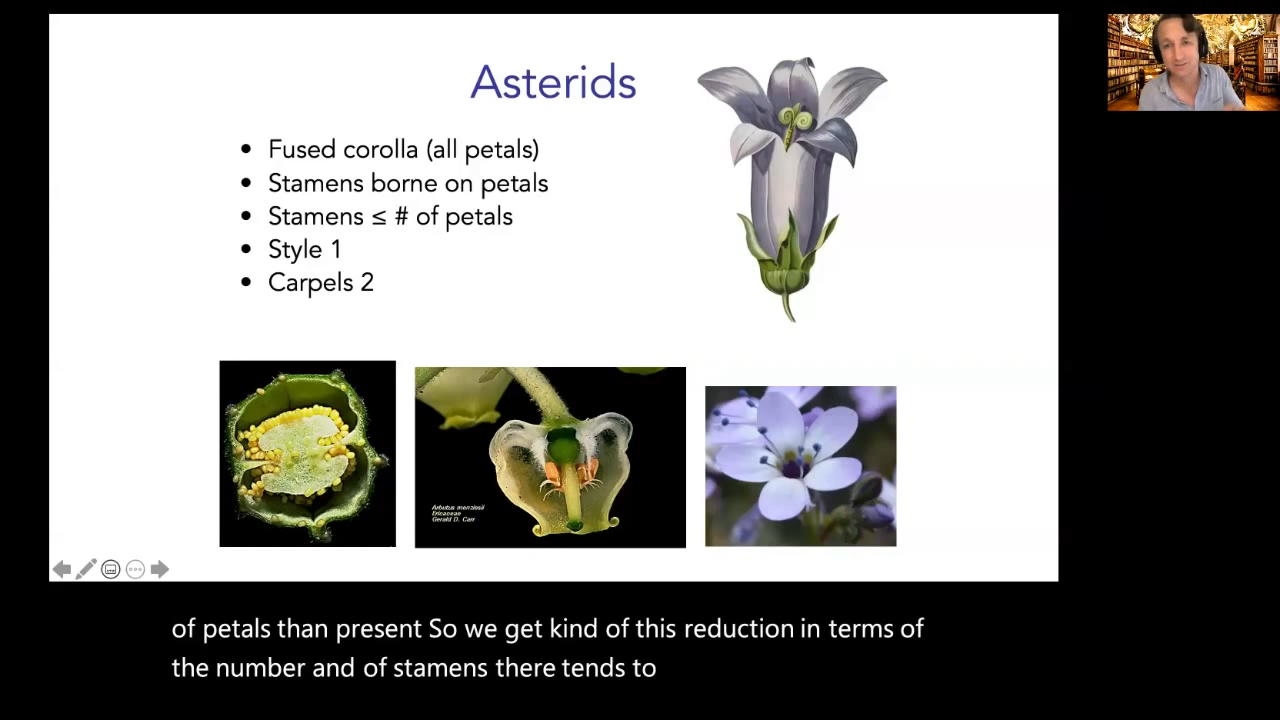 Asterids
• Fused corolla (all petals)
• Stamens borne on petals
• Stamens ≤ # of petals
• Style 1
• Carpels 2
Arbutus menziesii
Ericaceae
Gerald D. Carr
of petals than present So we get kind of this reduction in terms of
the number and of stamens there tends to